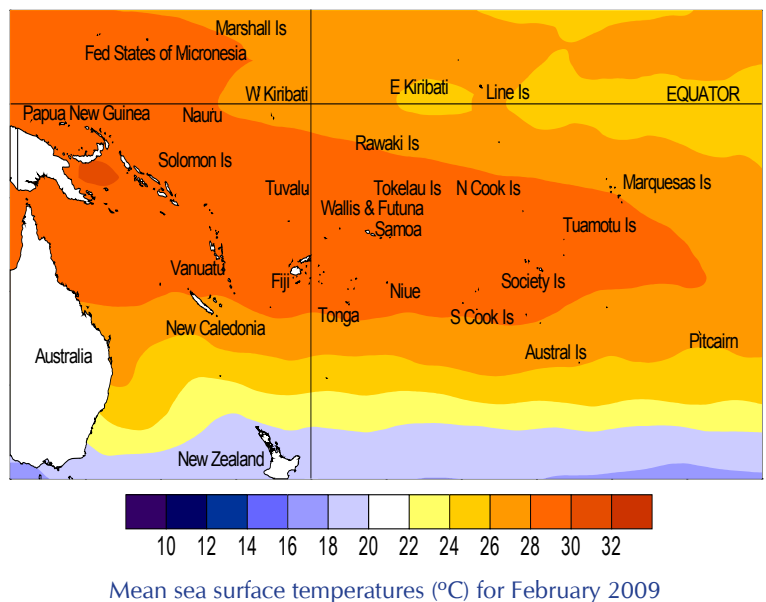 Marshall Is
Fed States of Micronesia
W Kiribati
E Kiribati
Line Is
EQUATOR
Papua New Guinea
Nauru
Rawaki Is
Solomon Is
Tuvalu
Tokelau Is
N Cook Is
Marquesas Is
Wallis & Futuna
Samoa
Tuamotu Is
Vanuatu
Fiji
Niue
Society Is
Tonga
S Cook Is
New Caledonia
Pitcairn
Australia
Austral Is
New Zealand
10 12 14 16 18 20 22 24 26 28 30 32
Mean sea surface temperatures (ºC) for February 2009